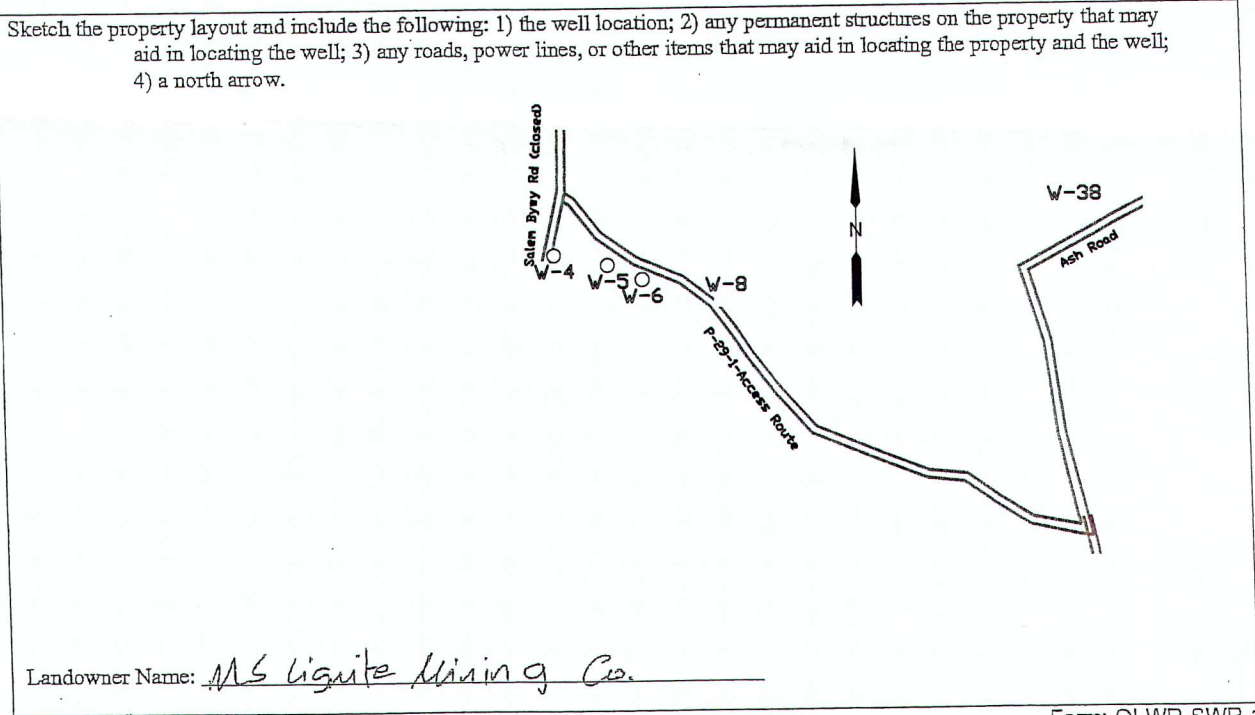 Sketch the property layout and include the following: 1) the well location; 2) any permanent structures on the property that may
aid in locating the well; 3) any roads, power lines, or other items that may aid in locating the property and the well;
4) a north arrow.
Salem Bywy Rd (closed)
W-38
N
Ash Road
W-4
W-5
W-6
W-8
P-29-1-Access Route
Landowner Name: MS Lignite Mining Co.